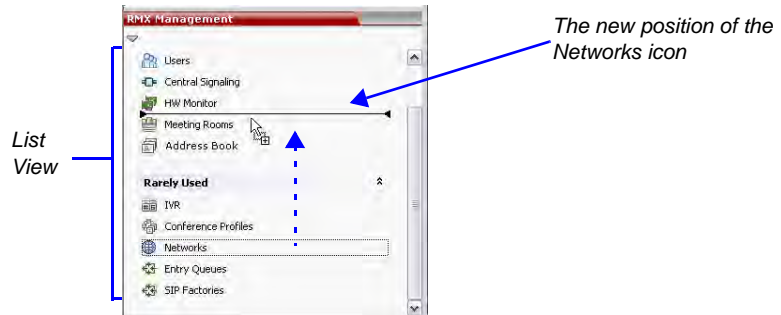 RMX Management
The new position of the
Networks icon
Users
Central Signaling
HW Monitor
Meeting Rooms
Address Book
List
View
Rarely Used
IVR
Conference Profiles
Networks
Entry Queues
SIP Factories